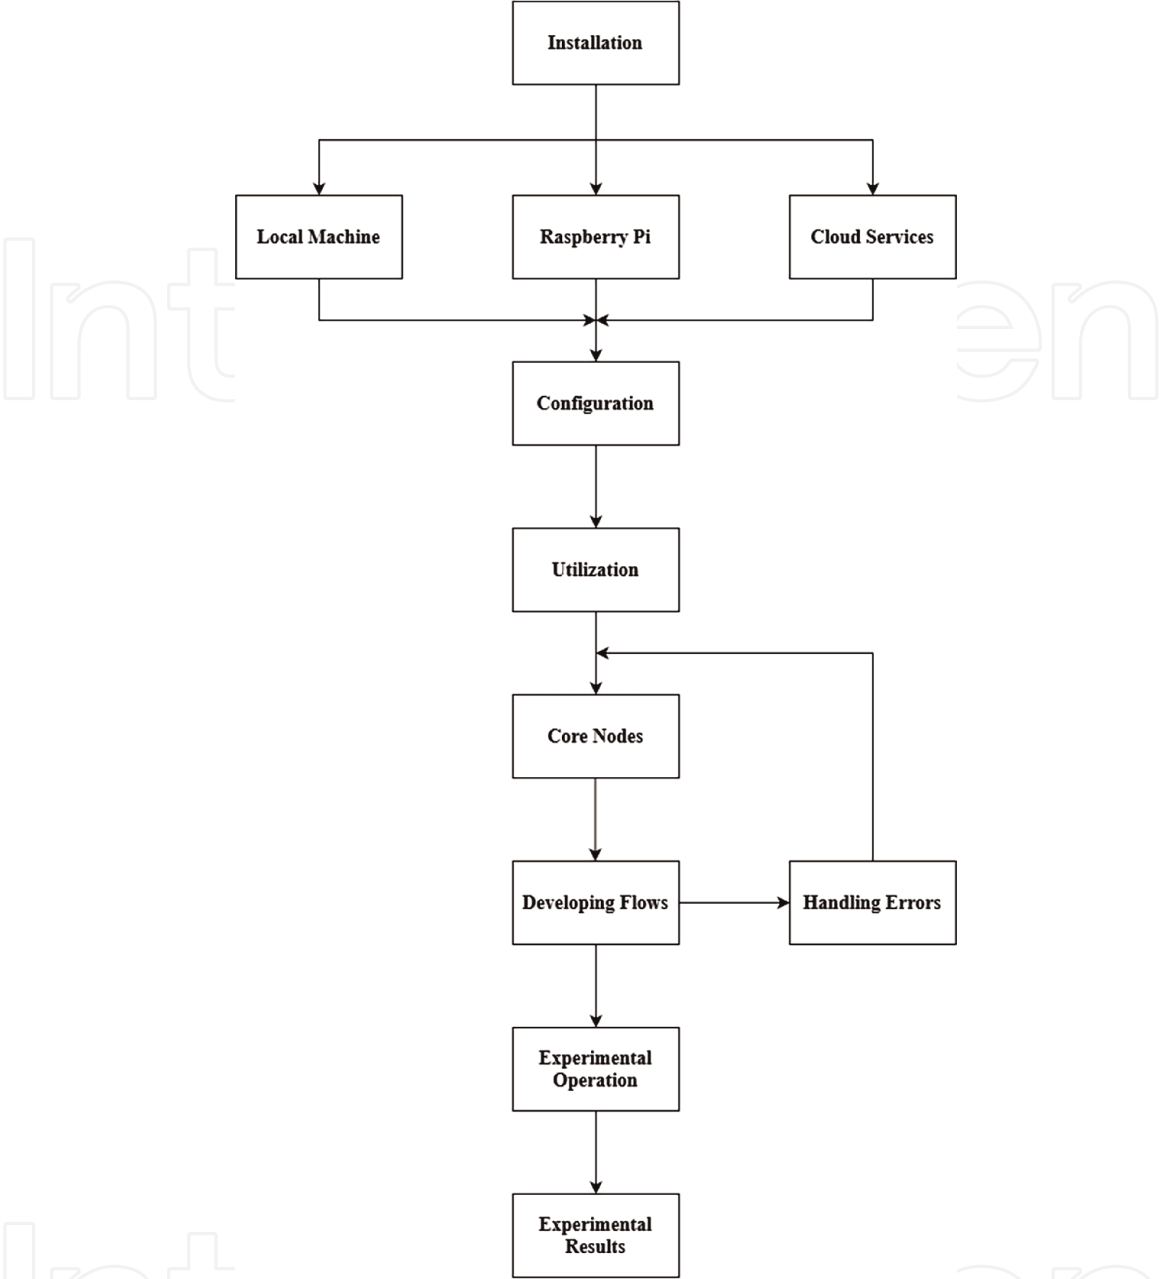 Installation
Local Machine
Raspberry Pi
Cloud Services
Configuration
Utilization
Core Nodes
Developing Flows
Handling Errors
Experimental
Operation
Experimental
Results